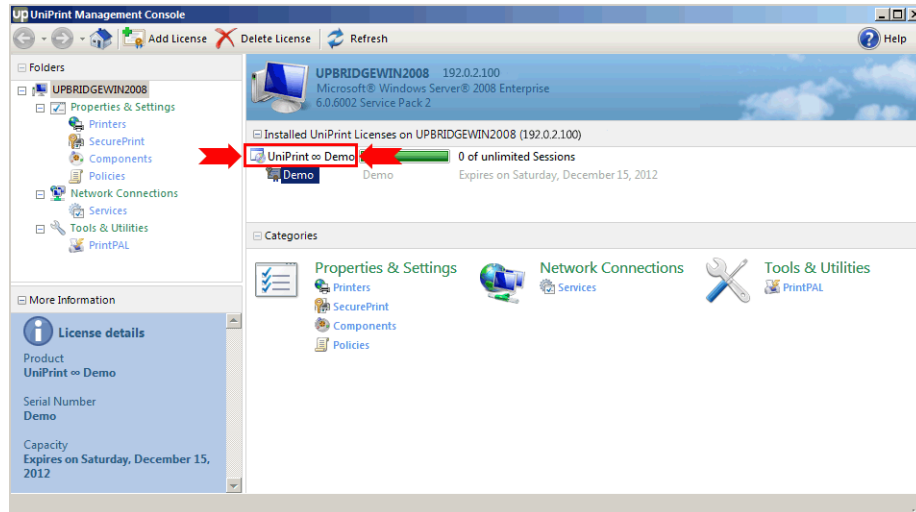 up UniPrint Management Console
Add License Delete License Refresh Help
Folders
UPBRIDGEWIN2008
Properties & Settings
Printers
SecurePrint
Components
Policies
Network Connections
Services
Tools & Utilities
PrintPAL
More Information
License details
Product
UniPrint ∞ Demo
Serial Number
Demo
Capacity
Expires on Saturday, December 15,
2012
UPBRIDGEWIN2008 192.0.2.100
Microsoft® Windows Server® 2008 Enterprise
6.0.6002 Service Pack 2
Installed UniPrint Licenses on UPBRIDGEWIN2008 (192.0.2.100)
UniPrint ∞ Demo 0 of unlimited Sessions
Demo Demo Expires on Saturday, December 15, 2012
Categories
Properties & Settings
Printers
SecurePrint
Components
Policies
Network Connections
Services
Tools & Utilities
PrintPAL